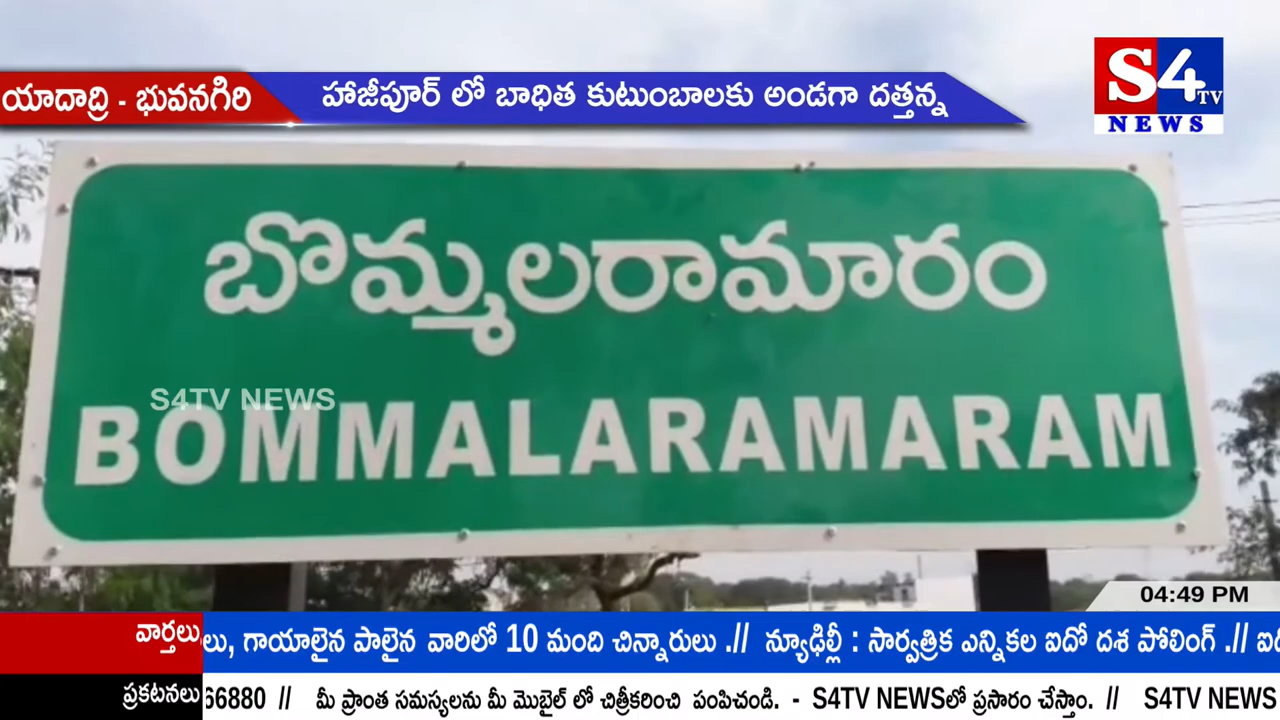 S4
TV
NEWS
యాదాద్రి - భువనగిరి
హాజీపూర్ లో బాధిత కుటుంబాలకు అండగా దత్తన్న
బొమ్మలరామారం
S4TV NEWS
BOMMALARAMARAM
04:49 PM
వార్తలు
లు, గాయాలైన పాలైన వారిలో 10 మంది చిన్నారులు .// న్యూఢిల్లీ : సార్వత్రిక ఎన్నికల ఐదో దశ పోలింగ్ .//
ప్రకటనలు
66880 // మీ ప్రాంత సమస్యలను మీ మొబైల్ లో చిత్రీకరించి పంపిచండి. - S4TV NEWSలో ప్రసారం చేస్తాం. // S4TV NEWS